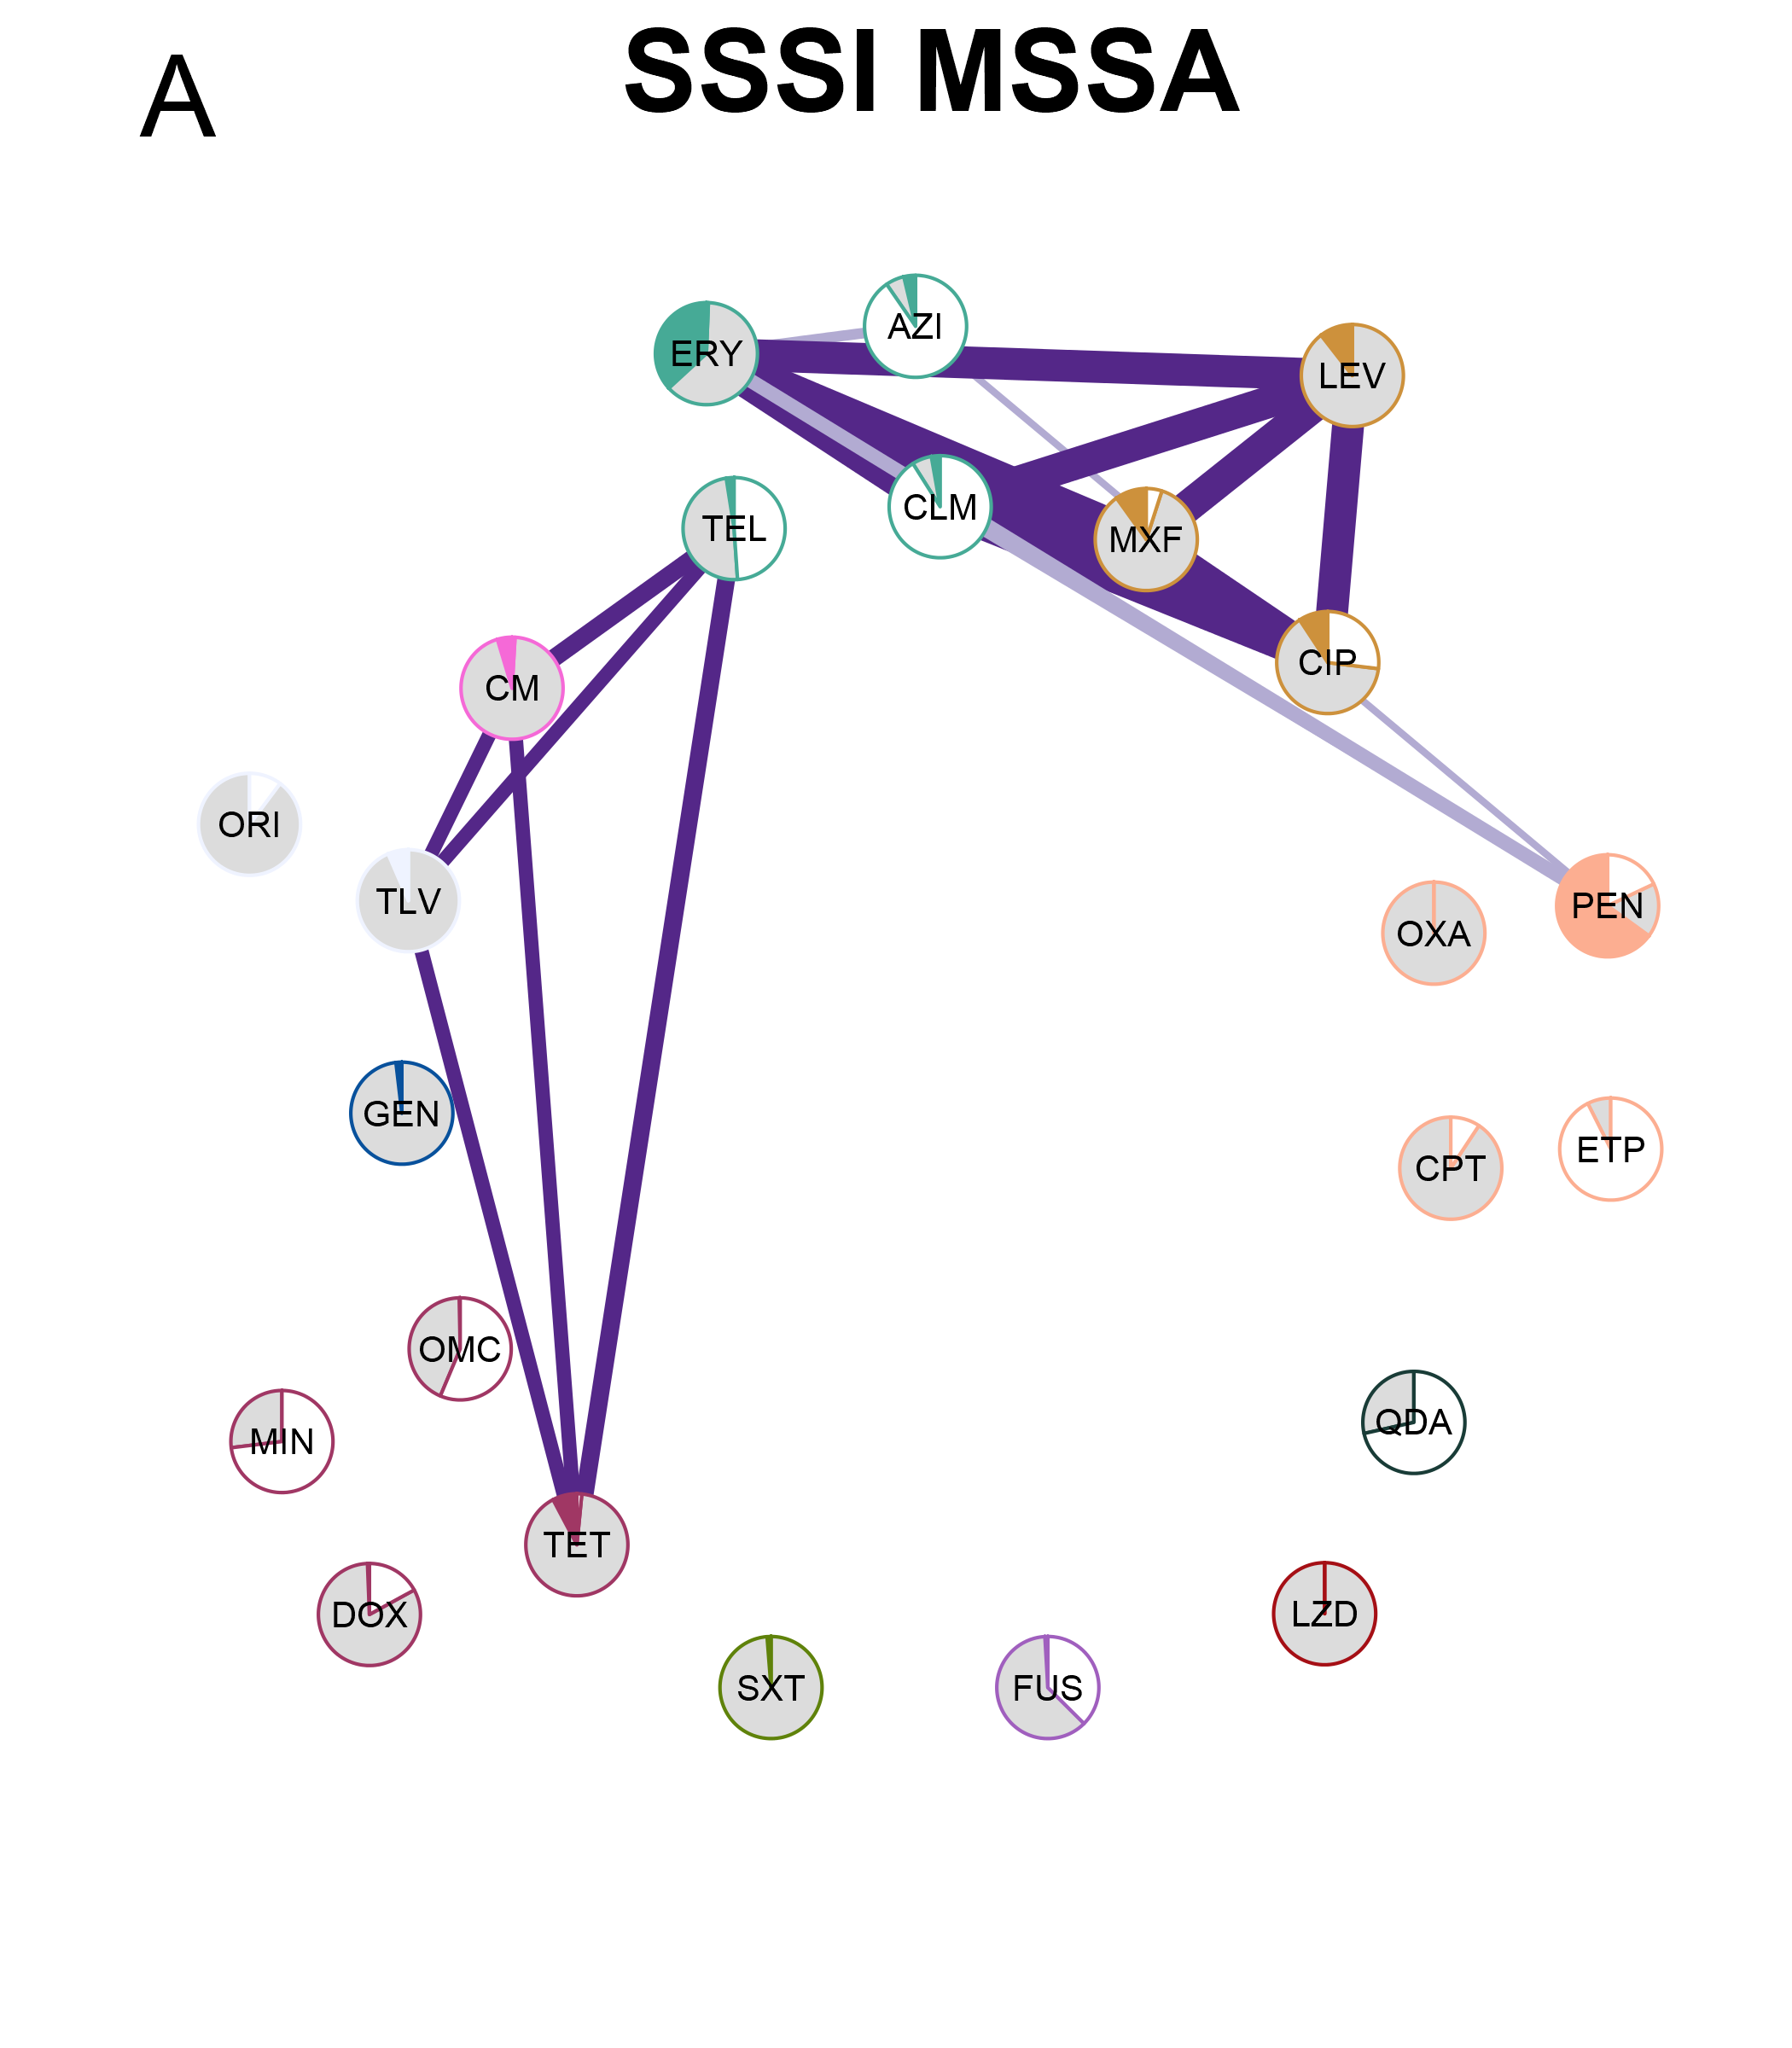 A
SSSI MSSA
AZI
ERY
LEV
CLM
TEL
MXF
CIP
CM
ORI
TLV
PEN
OXA
GEN
ETP
CPT
OMC
QDA
MIN
TET
DOX
LZD
SXT
FUS